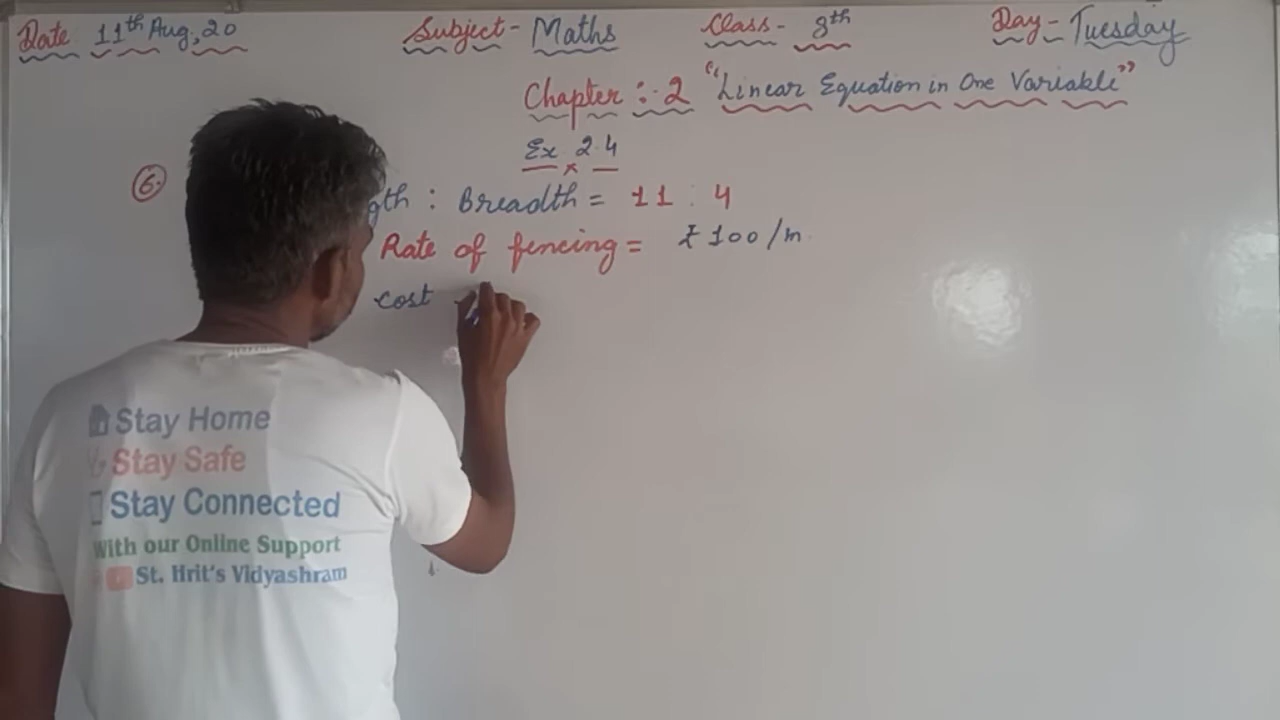 Date 11th Aug, 20 Subject - Maths Class - 8th Day - Tuesday
Chapter :- 2 "Linear Equation in One Variable"
Ex 2.4
6. gth : Breadth = 11 : 4
Rate of fencing = ₹100/m
Cost
Stay Home
Stay Safe
Stay Connected
With our Online Support
St. Hrit's Vidyashram